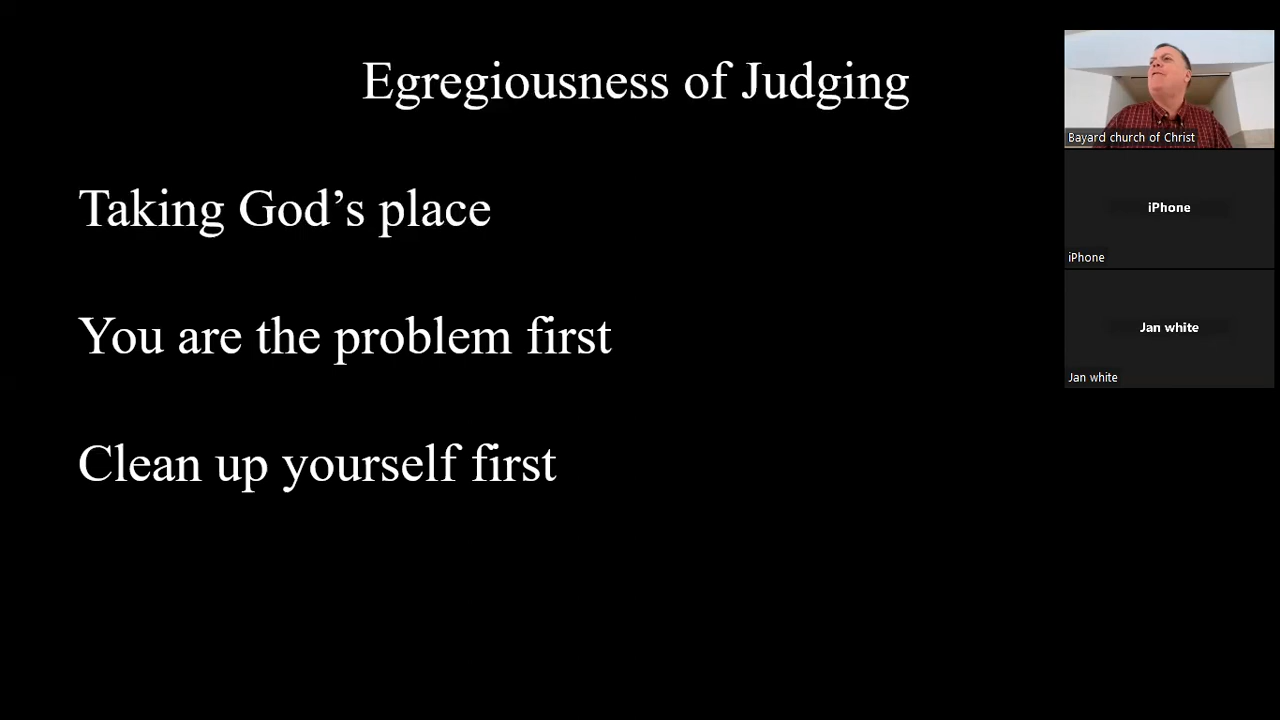 Egregiousness of Judging
Taking God's place
You are the problem first
Clean up yourself first
Bayard church of Christ
iPhone
iPhone
Jan white
Jan white